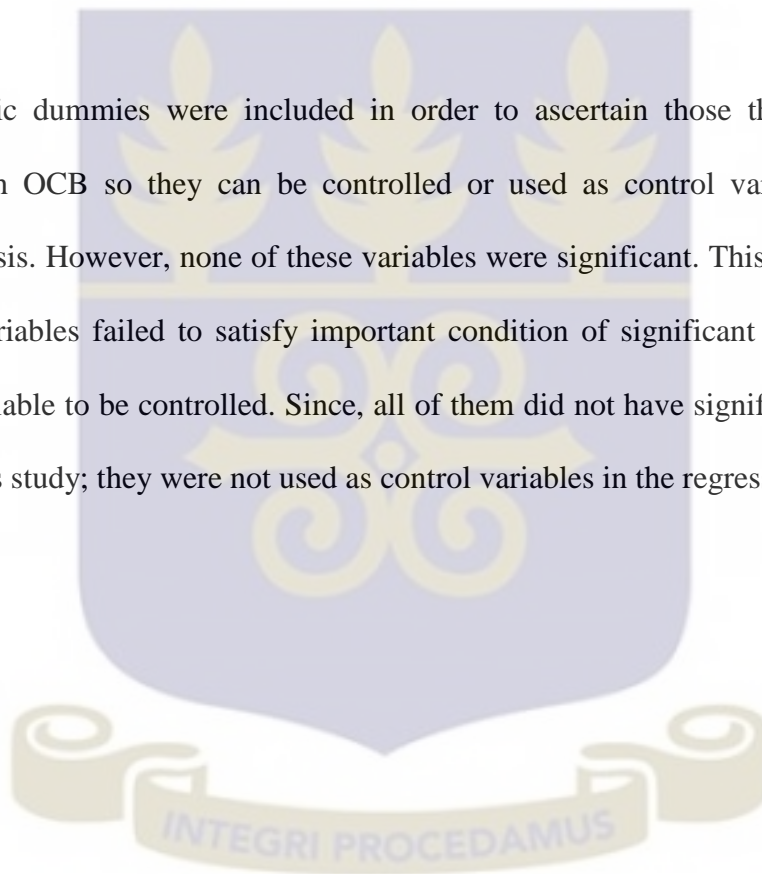 ic dummies were included in order to ascertain those th
n OCB so they can be controlled or used as control var
sis. However, none of these variables were significant. This
riables failed to satisfy important condition of significant
iable to be controlled. Since, all of them did not have signif
s study; they were not used as control variables in the regres
INTEGRI PROCEDAMUS